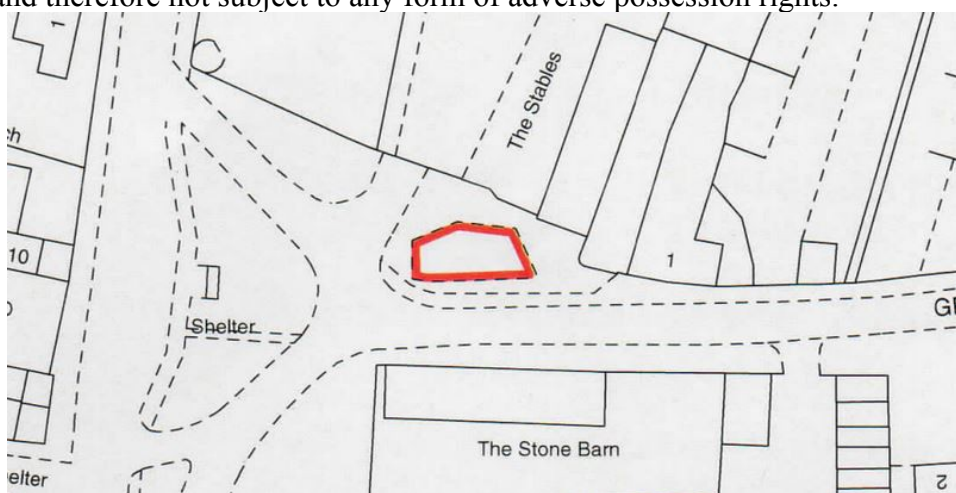 and therefore not subject to any form of adverse possession rights.
1
The Stables
10
1
Shelter
The Stone Barn
2